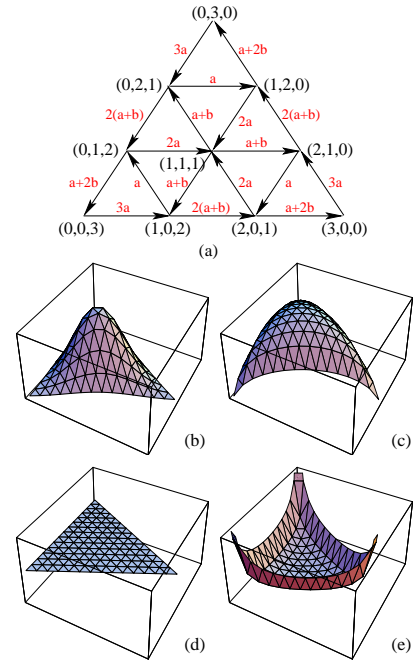 (0,3,0)
3a a+2b
(0,2,1) a (1,2,0)
2(a+b) a+b 2a 2(a+b)
(0,1,2) 2a (1,1,1) a+b (2,1,0)
a+2b a a+b 2a a 3a
(0,0,3) 3a (1,0,2) 2(a+b) (2,0,1) a+2b (3,0,0)
(a)
(b) (c)
(d) (e)